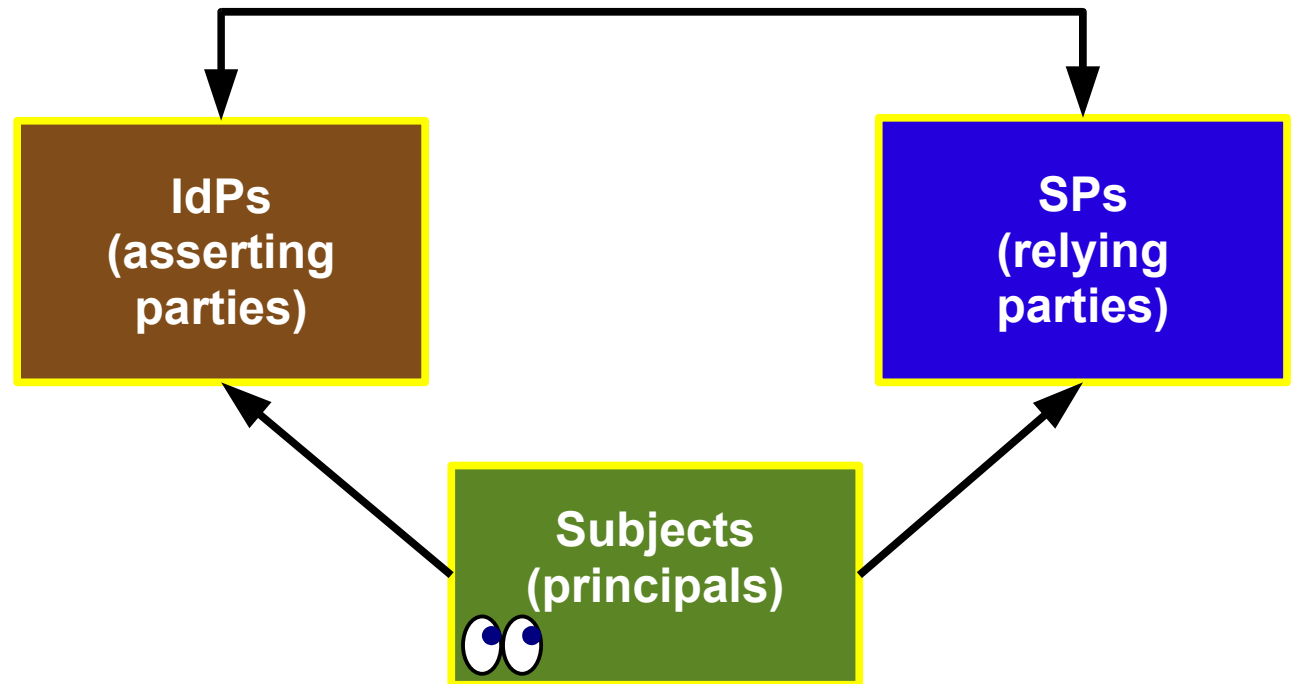 IdPs
(asserting
parties)
SPs
(relying
parties)
Subjects
(principals)